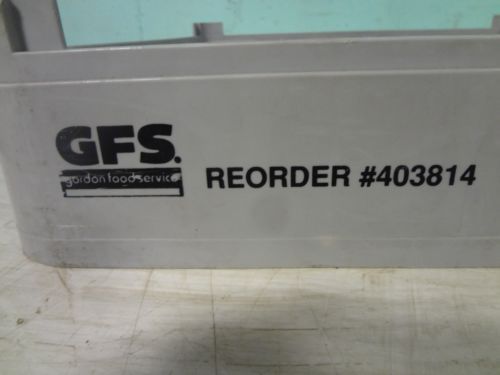 GFS.
gordon food service
REORDER #403814